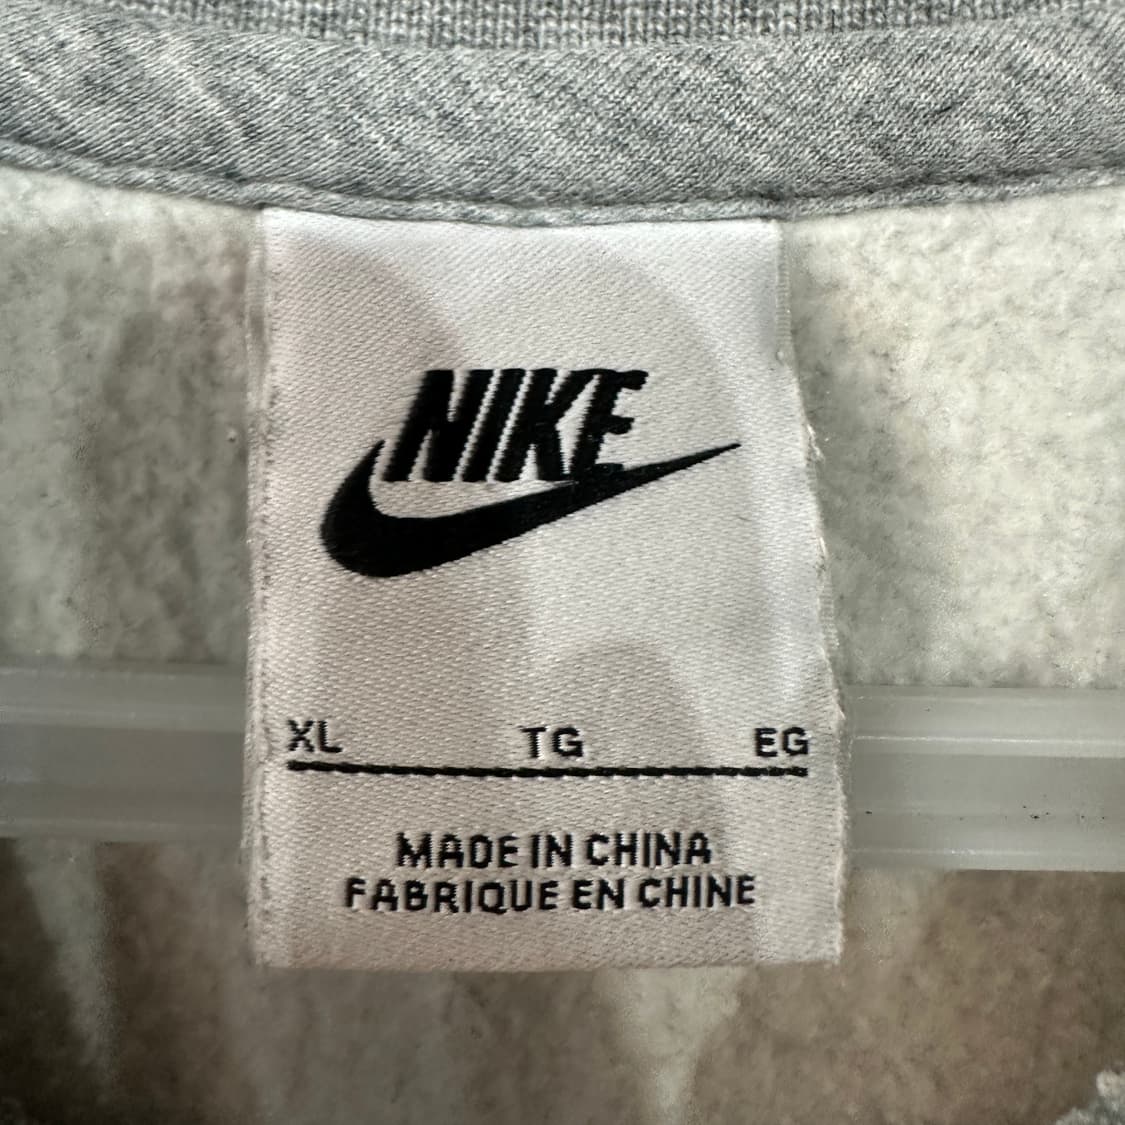 NIKE
XL TG EG
MADE IN CHINA
FABRIQUE EN CHINE